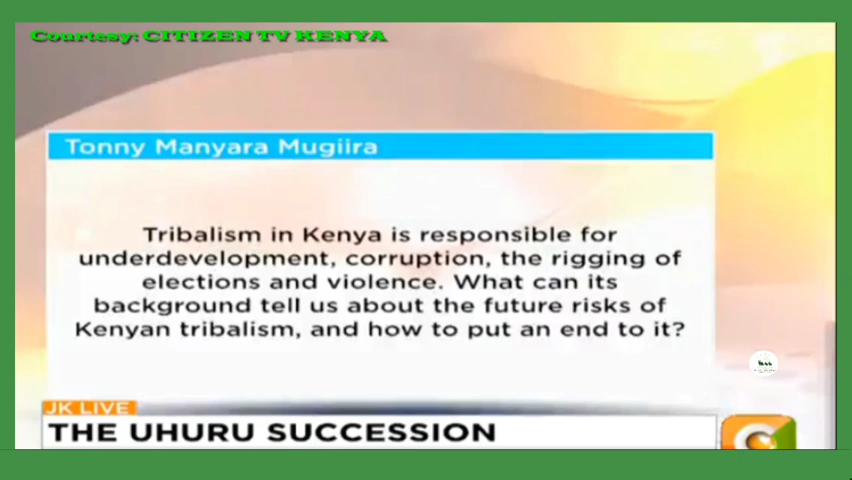 Courtesy: CITIZEN TV KENYA
Tonny Manyara Mugiira
Tribalism in Kenya is responsible for
underdevelopment, corruption, the rigging of
elections and violence. What can its
background tell us about the future risks of
Kenyan tribalism, and how to put an end to it?
JK LIVE
THE UHURU SUCCESSION